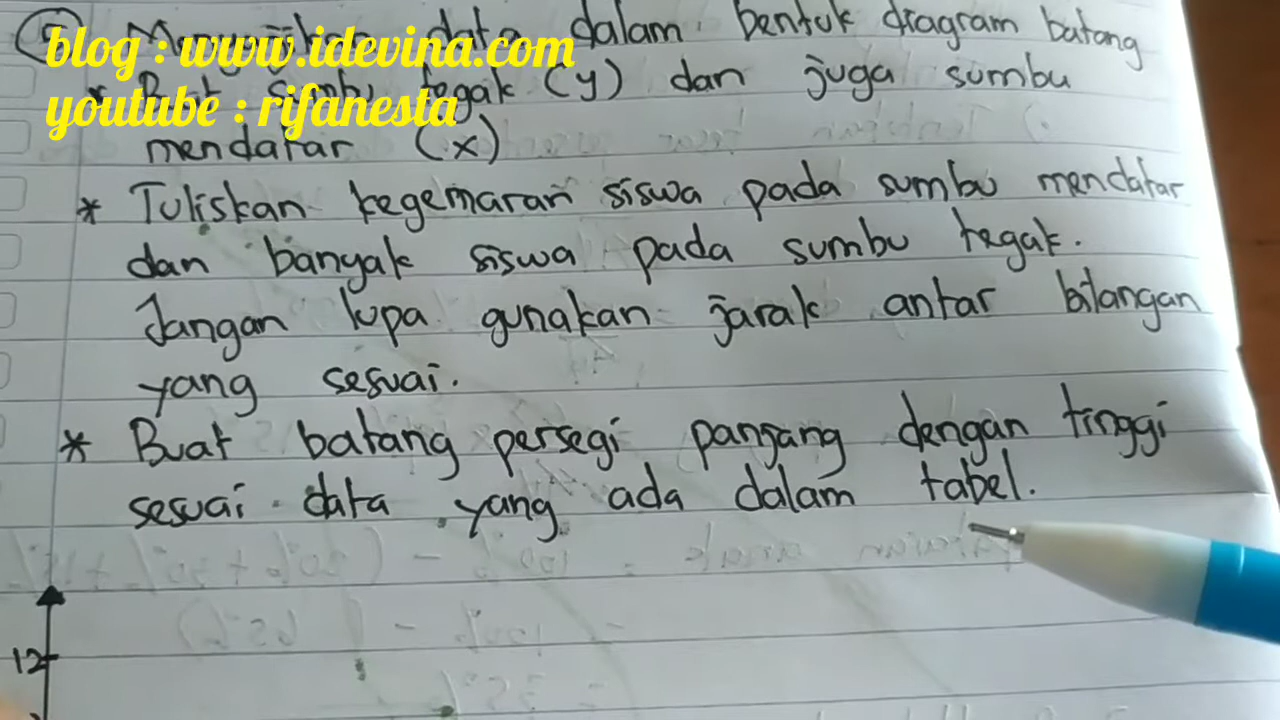 dalam bentuk diagram batang
blog : www.idevina.com
* Buat sumbu tegak (y) dan juga sumbu
youtube : rifanesta
mendatar (x)
* Tuliskan kegemaran siswa pada sumbu mendatar
dan banyak siswa pada sumbu tegak.
Jangan lupa gunakan jarak antar bilangan
yang sesuai.
* Buat batang persegi panjang dengan tinggi
sesuai data yang ada dalam tabel.
12